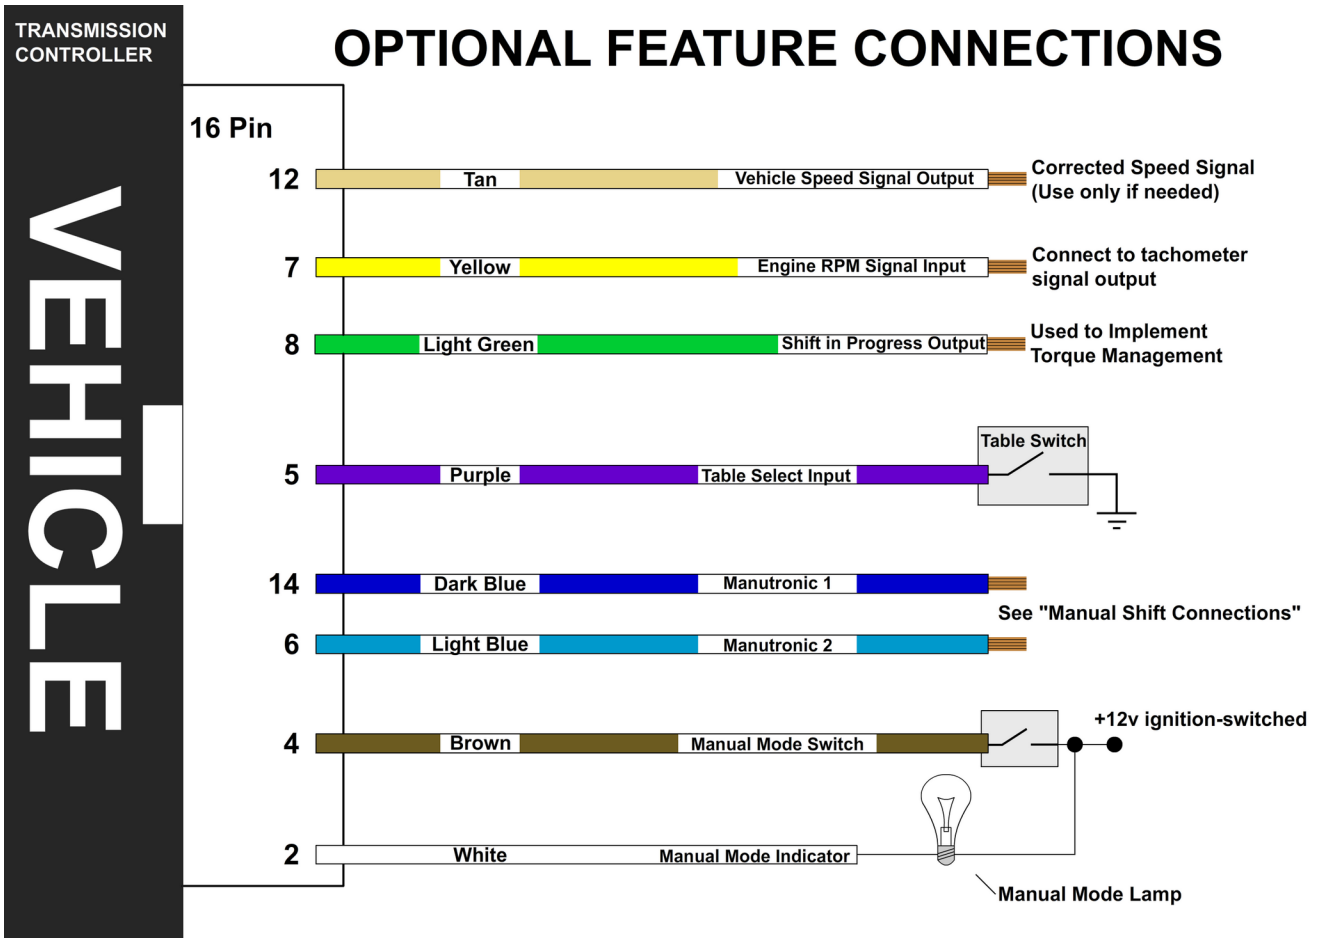 TRANSMISSION
CONTROLLER
OPTIONAL FEATURE CONNECTIONS
VEHICLE
16 Pin
12 Tan Vehicle Speed Signal Output Corrected Speed Signal
(Use only if needed)
7 Yellow Engine RPM Signal Input Connect to tachometer
signal output
8 Light Green Shift in Progress Output Used to Implement
Torque Management
Table Switch
5 Purple Table Select Input
14 Dark Blue Manutronic 1
See "Manual Shift Connections"
6 Light Blue Manutronic 2
+12v ignition-switched
4 Brown Manual Mode Switch
2 White Manual Mode Indicator
Manual Mode Lamp